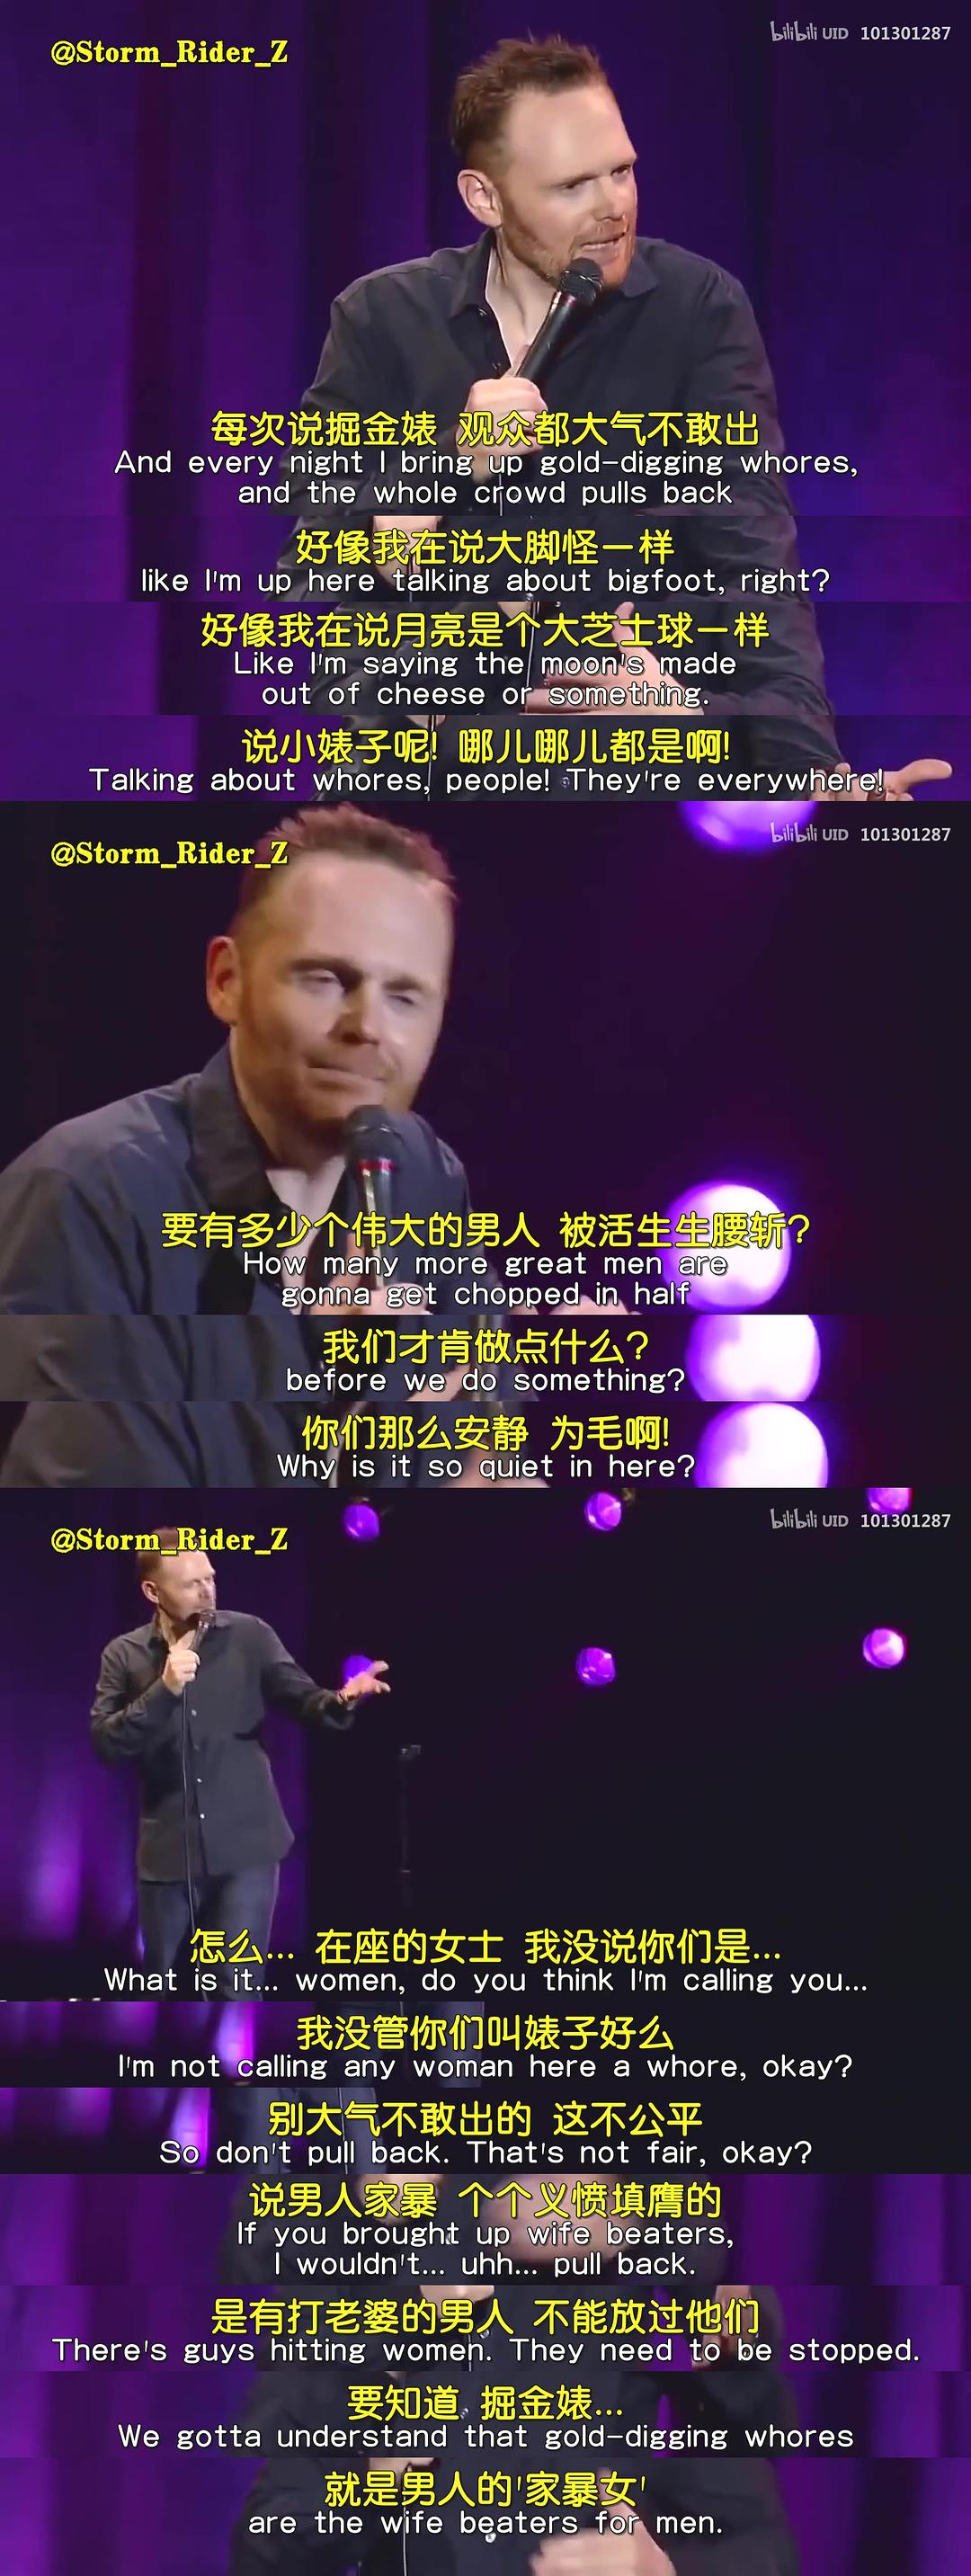 @Storm_Rider_Z
bilibili UID 101301287
每次说掘金婊 观众都大气不敢出
And every night I bring up gold-digging whores,
and the whole crowd pulls back
好像我在说大脚怪一样
like I'm up here talking about bigfoot, right?
好像我在说月亮是个大芝士球一样
Like I'm saying the moon's made
out of cheese or something.
说小婊子呢! 哪儿哪儿都是啊!
Talking about whores, people! They're everywhere!
@Storm_Rider_Z
bilibili UID 101301287
要有多少个伟大的男人 被活生生腰斩?
How many more great men are
gonna get chopped in half
我们才肯做点什么?
before we do something?
你们那么安静 为毛啊!
Why is it so quiet in here?
@Storm_Rider_Z
bilibili UID 101301287
怎么... 在座的女士 我没说你们是...
What is it... women, do you think I'm calling you...
我没管你们叫婊子好么
I'm not calling any woman here a whore, okay?
别大气不敢出的 这不公平
So don't pull back. That's not fair, okay?
说男人家暴 个个义愤填膺的
If you brought up wife beaters,
I wouldn't... uhh... pull back.
是有打老婆的男人 不能放过他们
There's guys hitting women. They need to be stopped.
要知道 掘金婊...
We gotta understand that gold-digging whores
就是男人的'家暴女'
are the wife beaters for men.